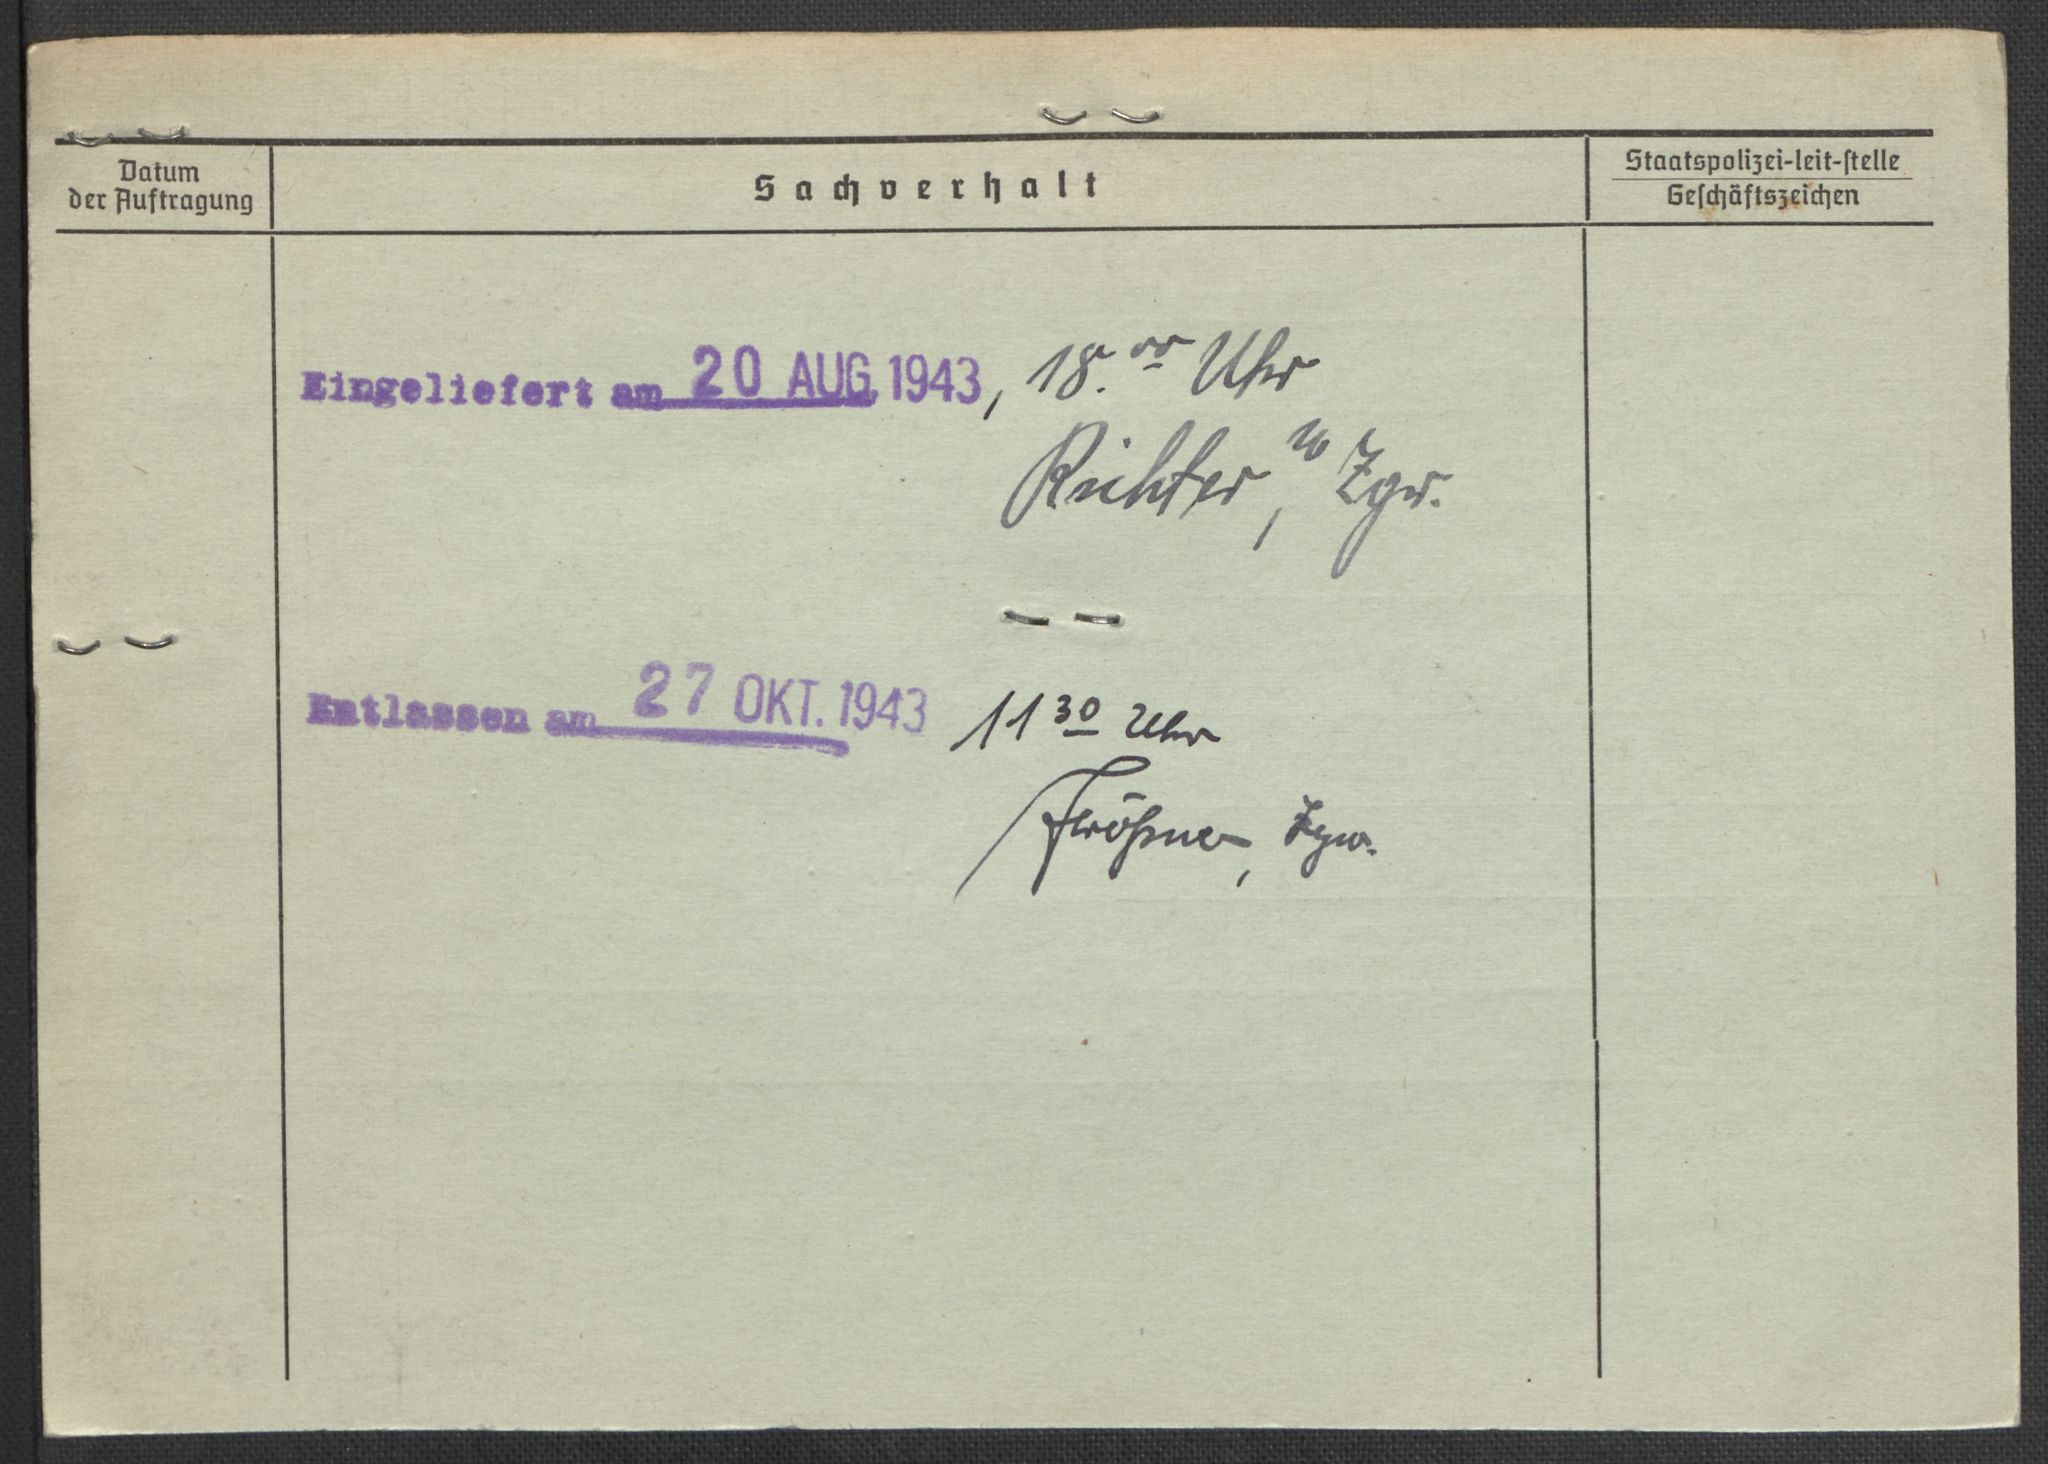 Datum
der Auftragung
Sachverhalt
Staatspolizei-leit-stelle
Geschäftszeichen
Eingeliefert am 20 AUG. 1943, 18.00 Uhr
Richter, Zgw.
Entlassen am 27 OKT. 1943 11 30 Uhr
Zgw.